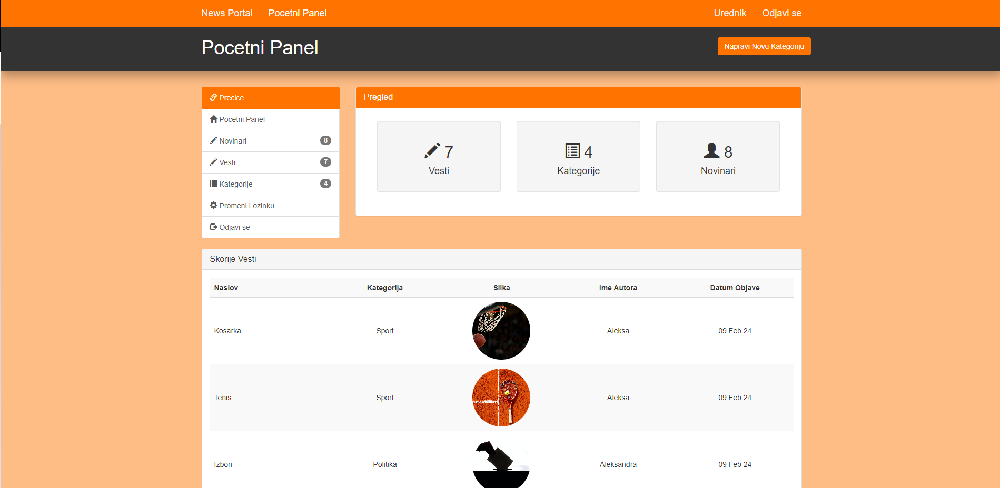 News Portal Pocetni Panel Urednik Odjavi se
Pocetni Panel Napravi Novu Kategoriju
Precice
Pocetni Panel
Novinari 8
Vesti 7
Kategorije 4
Promeni Lozinku
Odjavi se
Pregled
7 4 8
Vesti Kategorije Novinari
Skorije Vesti
Naslov Kategorija Slika Ime Autora Datum Objave
Kosarka Sport Aleksa 09 Feb 24
Tenis Sport Aleksa 09 Feb 24
Izbori Politika Aleksandra 09 Feb 24